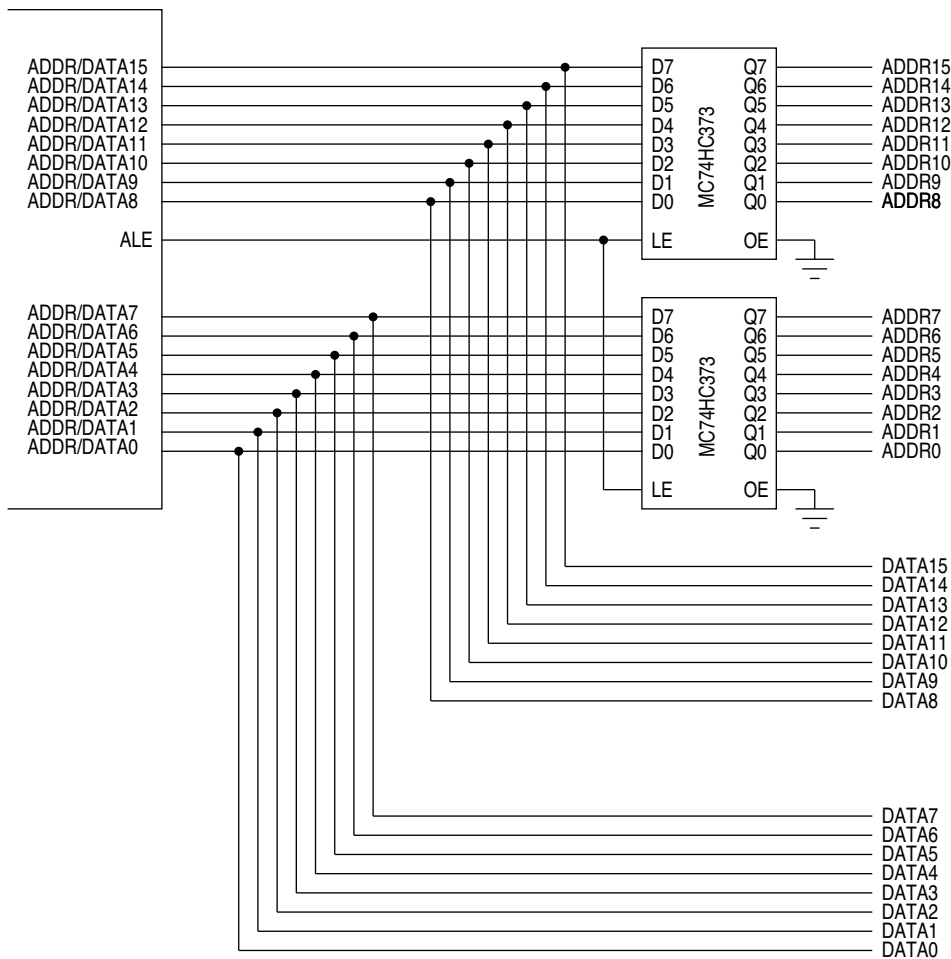 ADDR/DATA15 D7 Q7 ADDR15
ADDR/DATA14 D6 Q6 ADDR14
ADDR/DATA13 D5 Q5 ADDR13
ADDR/DATA12 D4 Q4 ADDR12
ADDR/DATA11 D3 Q3 ADDR11
ADDR/DATA10 D2 Q2 ADDR10
ADDR/DATA9 D1 Q1 ADDR9
ADDR/DATA8 D0 Q0 ADDR8
MC74HC373
ALE LE OE
ADDR/DATA7 D7 Q7 ADDR7
ADDR/DATA6 D6 Q6 ADDR6
ADDR/DATA5 D5 Q5 ADDR5
ADDR/DATA4 D4 Q4 ADDR4
ADDR/DATA3 D3 Q3 ADDR3
ADDR/DATA2 D2 Q2 ADDR2
ADDR/DATA1 D1 Q1 ADDR1
ADDR/DATA0 D0 Q0 ADDR0
MC74HC373
LE OE
DATA15
DATA14
DATA13
DATA12
DATA11
DATA10
DATA9
DATA8
DATA7
DATA6
DATA5
DATA4
DATA3
DATA2
DATA1
DATA0